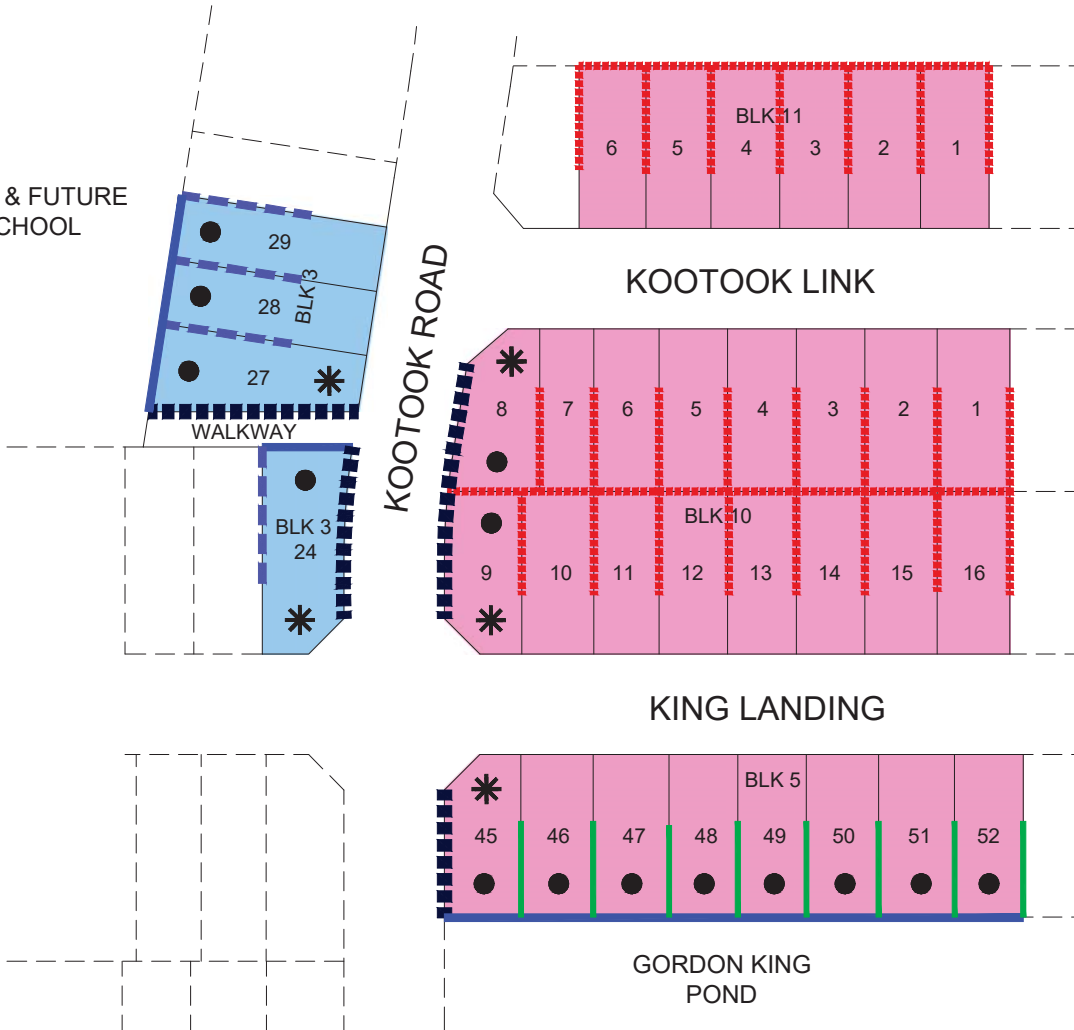 BLK 11
6 5 4 3 2 1
& FUTURE
CHOOL
29
28
BLK 3
27
WALKWAY
KOOTOOK ROAD
KOOTOOK LINK
8 7 6 5 4 3 2 1
BLK 10
9 10 11 12 13 14 15 16
BLK 3
24
KING LANDING
BLK 5
45 46 47 48 49 50 51 52
GORDON KING
POND